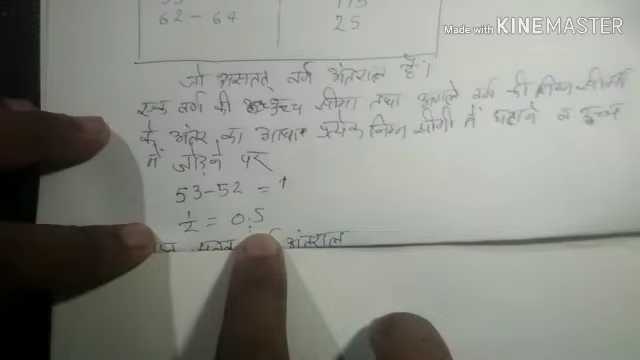 Made with KINEMASTER
62 - 64 25
जो असतत् वर्ग अंतराल हैं।
एक वर्ग की उच्च सीमा तथा अगले वर्ग की निम्न सीमा
के अंतर का आधा प्रत्येक निम्न सीमा में घटाने व उच्च
में जोड़ने पर
53-52 = 1
1/2 = 0.5
अंतराल